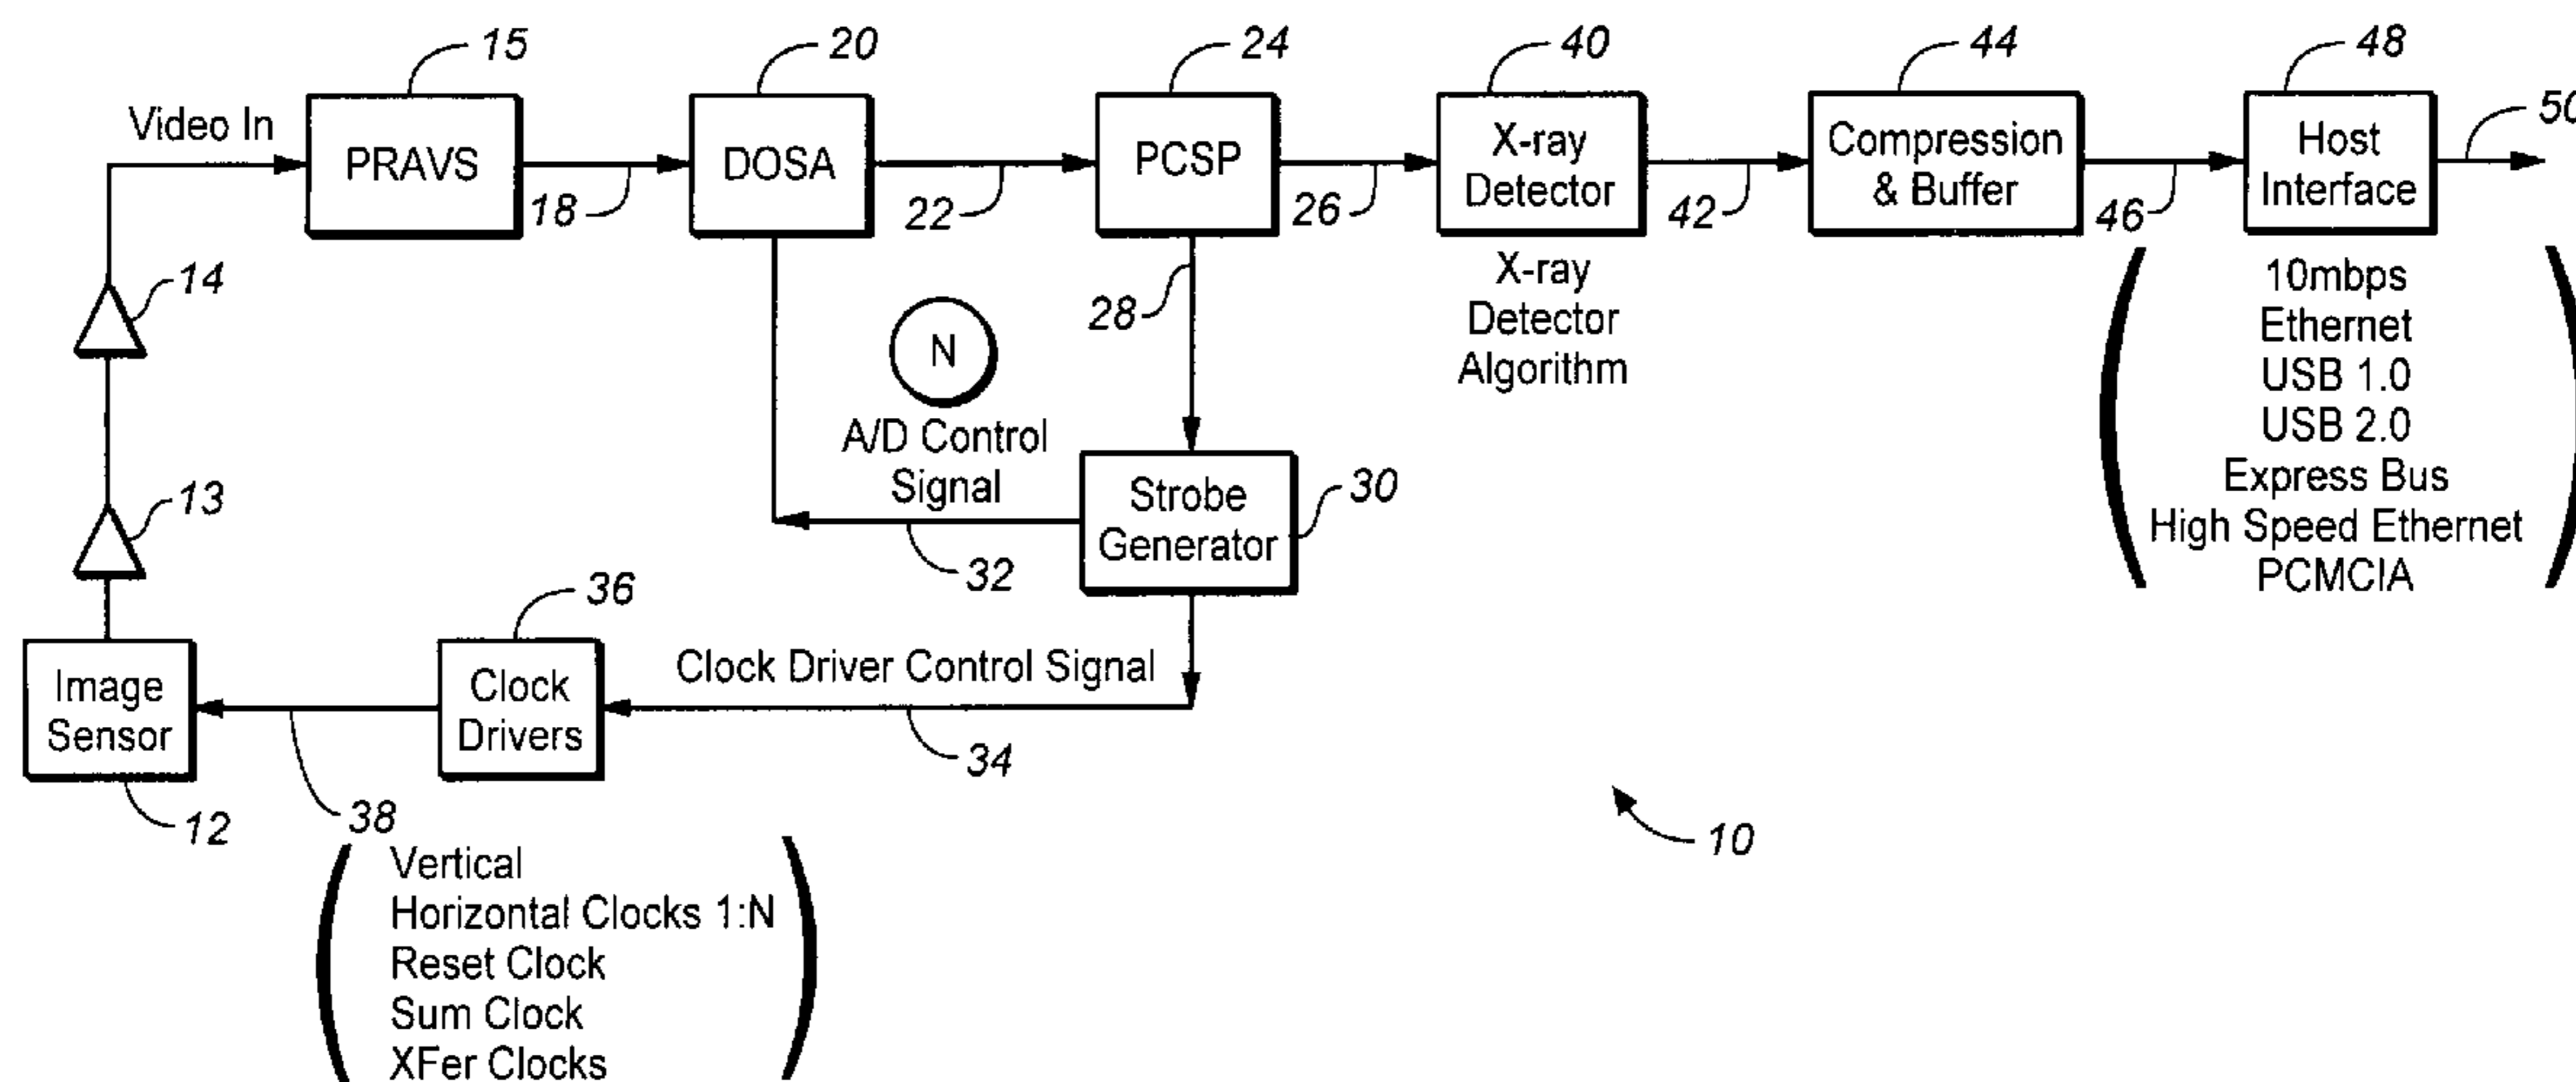 15
20
24
40
44
48
50
Video In
PRAVS
DOSA
PCSP
X-ray
Detector
Compression
& Buffer
Host
Interface
18
22
26
42
46
X-ray
Detector
Algorithm
10mbps
Ethernet
USB 1.0
USB 2.0
Express Bus
High Speed Ethernet
PCMCIA
14
28
N
A/D Control
Signal
13
Strobe
Generator
30
32
36
Image
Sensor
Clock
Drivers
Clock Driver Control Signal
34
12
38
10
Vertical
Horizontal Clocks 1:N
Reset Clock
Sum Clock
XFer Clocks